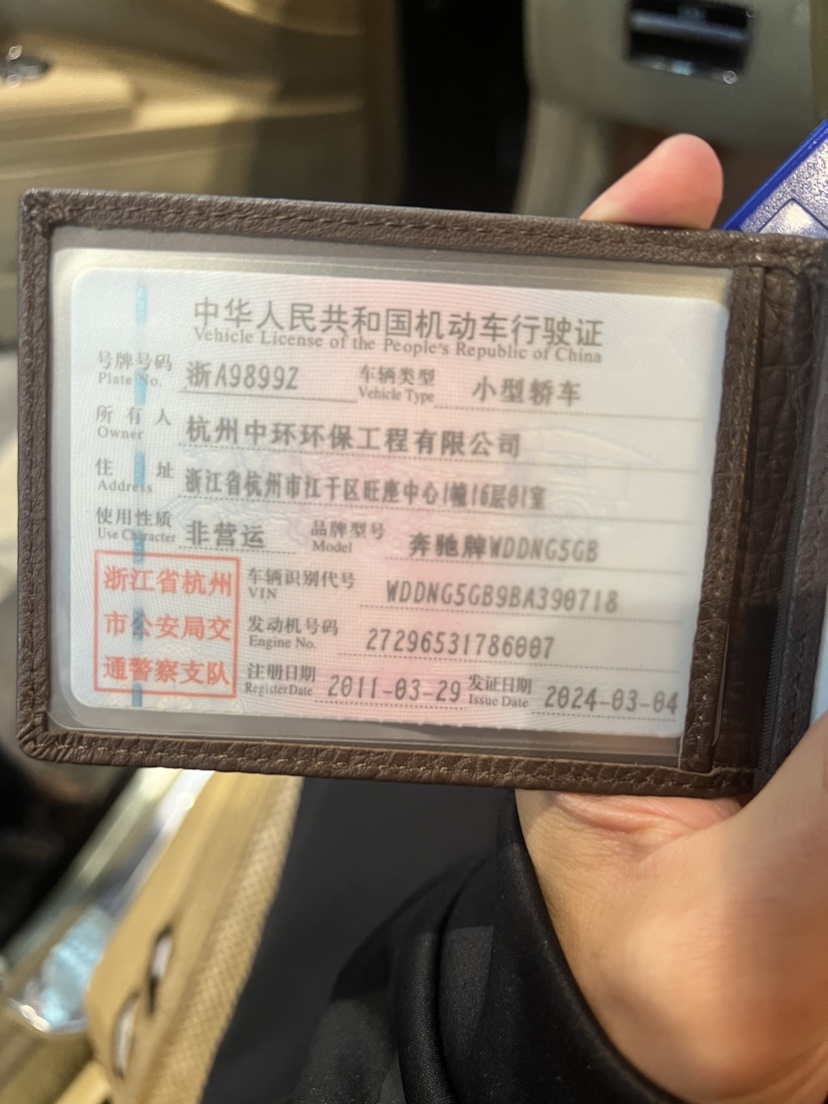 中华人民共和国机动车行驶证
Vehicle License of the People's Republic of China
号牌号码 浙A9899Z 车辆类型 小型轿车
Plate No. Vehicle Type
所有人 杭州中环环保工程有限公司
Owner
住址 浙江省杭州市江干区旺座中心1幢16层01室
Address
使用性质 非营运 品牌型号 奔驰牌WDDNG5GB
Use Character Model
浙江省杭州
市公安局交
通警察支队
车辆识别代号 WDDNG5GB9BA390718
VIN
发动机号码 27296531786007
Engine No.
注册日期 2011-03-29 发证日期 2024-03-04
Register Date Issue Date